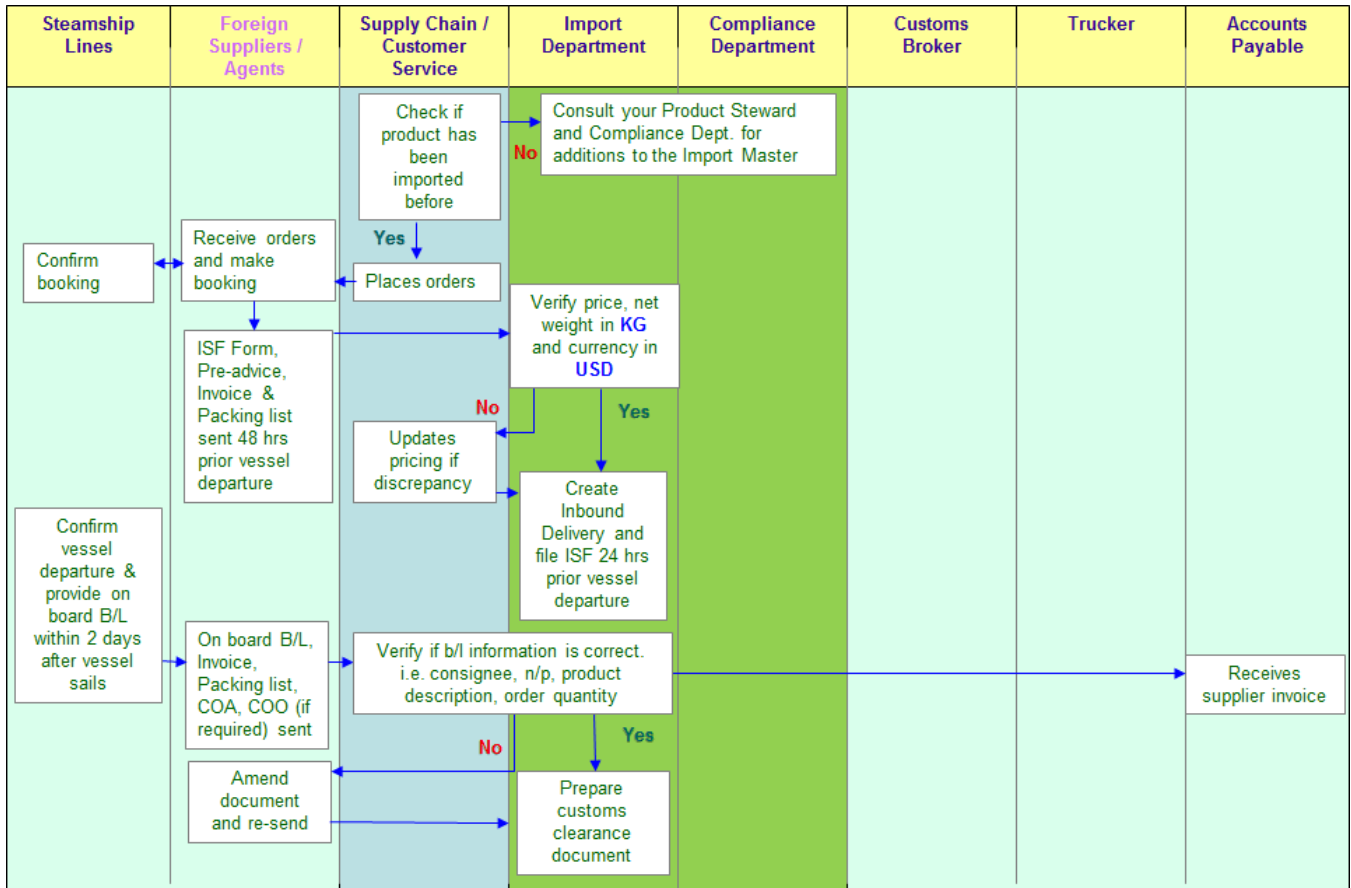 Steamship
Lines
Foreign
Suppliers /
Agents
Supply Chain /
Customer
Service
Import
Department
Compliance
Department
Customs
Broker
Trucker
Accounts
Payable
Check if
product has
been
imported
before
No
Consult your Product Steward
and Compliance Dept. for
additions to the Import Master
Yes
Confirm
booking
Receive orders
and make
booking
Places orders
ISF Form,
Pre-advice,
Invoice &
Packing list
sent 48 hrs
prior vessel
departure
Verify price, net
weight in KG
and currency in
USD
No
Yes
Updates
pricing if
discrepancy
Create
Inbound
Delivery and
file ISF 24 hrs
prior vessel
departure
Confirm
vessel
departure &
provide on
board B/L
within 2 days
after vessel
sails
On board B/L,
Invoice,
Packing list,
COA, COO (if
required) sent
Verify if b/l information is correct.
i.e. consignee, n/p, product
description, order quantity
Receives
supplier invoice
No
Yes
Amend
document
and re-send
Prepare
customs
clearance
document